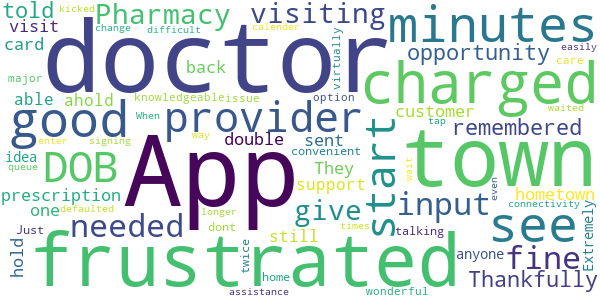 told kicked Pharmacy change difficult visiting calender minutes
visit major card doctor virtually easily
back option opportunity care
able ahold knowledgeable issue charged waited
good When provider customer tap
enter signing way double sent start remembered
idea queue DOB convenient They town
prescription defaulted support wait hometown
one longer give input see connectivity
Just needed App dont still even anyone fine Extremely
hold twice times talking Thankfully
frustrated home
assistance wonderful